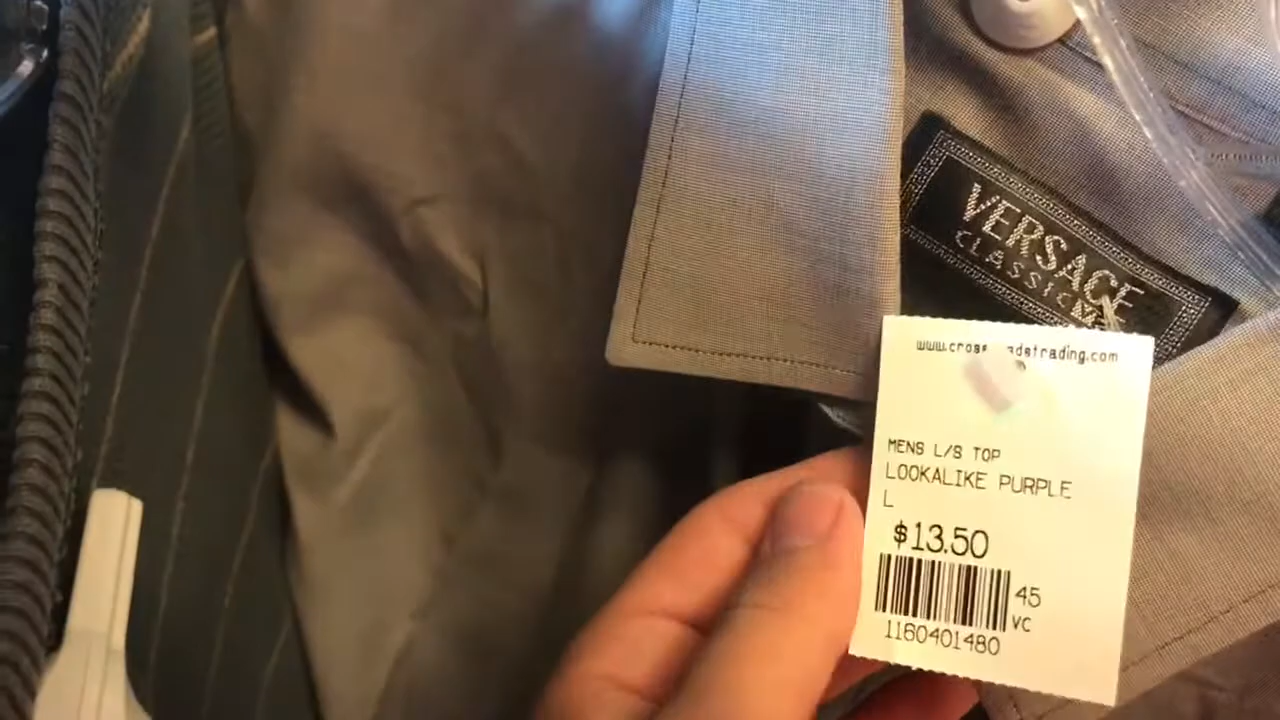 VERSACE
CLASSIC
MENS L/S TOP
LOOKALIKE PURPLE
L
$13.50
45
VC
1160401480